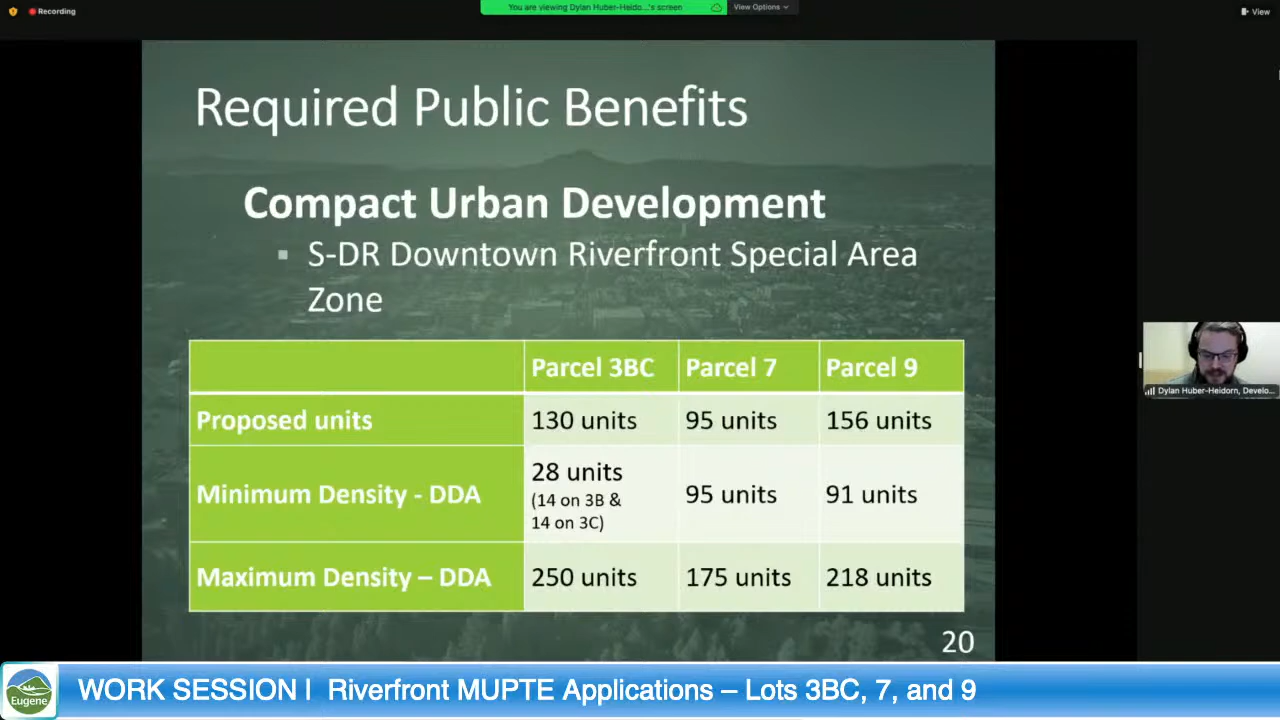 Recording
You are viewing Dylan Huber-Heido...'s screen
View Options
View
Required Public Benefits
Compact Urban Development
▪ S-DR Downtown Riverfront Special Area
Zone
Parcel 3BC Parcel 7 Parcel 9
Proposed units 130 units 95 units 156 units
Minimum Density - DDA 28 units (14 on 3B & 14 on 3C) 95 units 91 units
Maximum Density – DDA 250 units 175 units 218 units
20
Dylan Huber-Heidorn, Develo...
Eugene
WORK SESSION I Riverfront MUPTE Applications – Lots 3BC, 7, and 9